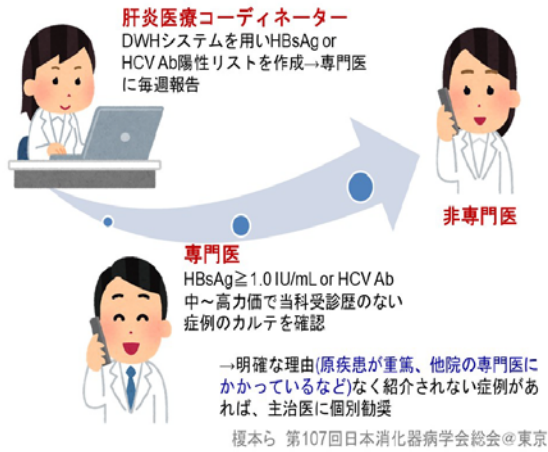 肝炎医療コーディネーター
DWHシステムを用いHBsAg or
HCV Ab陽性リストを作成→専門医
に毎週報告
非専門医
専門医
HBsAg≧1.0 IU/mL or HCV Ab
中～高力価で当科受診歴のない
症例のカルテを確認
→明確な理由(原疾患が重篤、他院の専門医に
かかっているなど)なく紹介されない症例があ
れば、主治医に個別勧奨
榎本ら 第107回日本消化器病学会総会＠東京